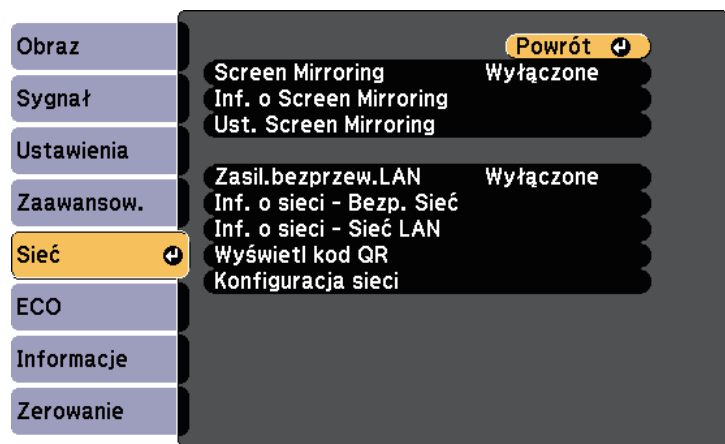 Obraz
Sygnał
Ustawienia
Zaawansow.
Sieć
ECO
Informacje
Zerowanie
Powrót
Screen Mirroring Wyłączone
Inf. o Screen Mirroring
Ust. Screen Mirroring
Zasil.bezprzew.LAN Wyłączone
Inf. o sieci - Bezp. Sieć
Inf. o sieci - Sieć LAN
Wyświetl kod QR
Konfiguracja sieci